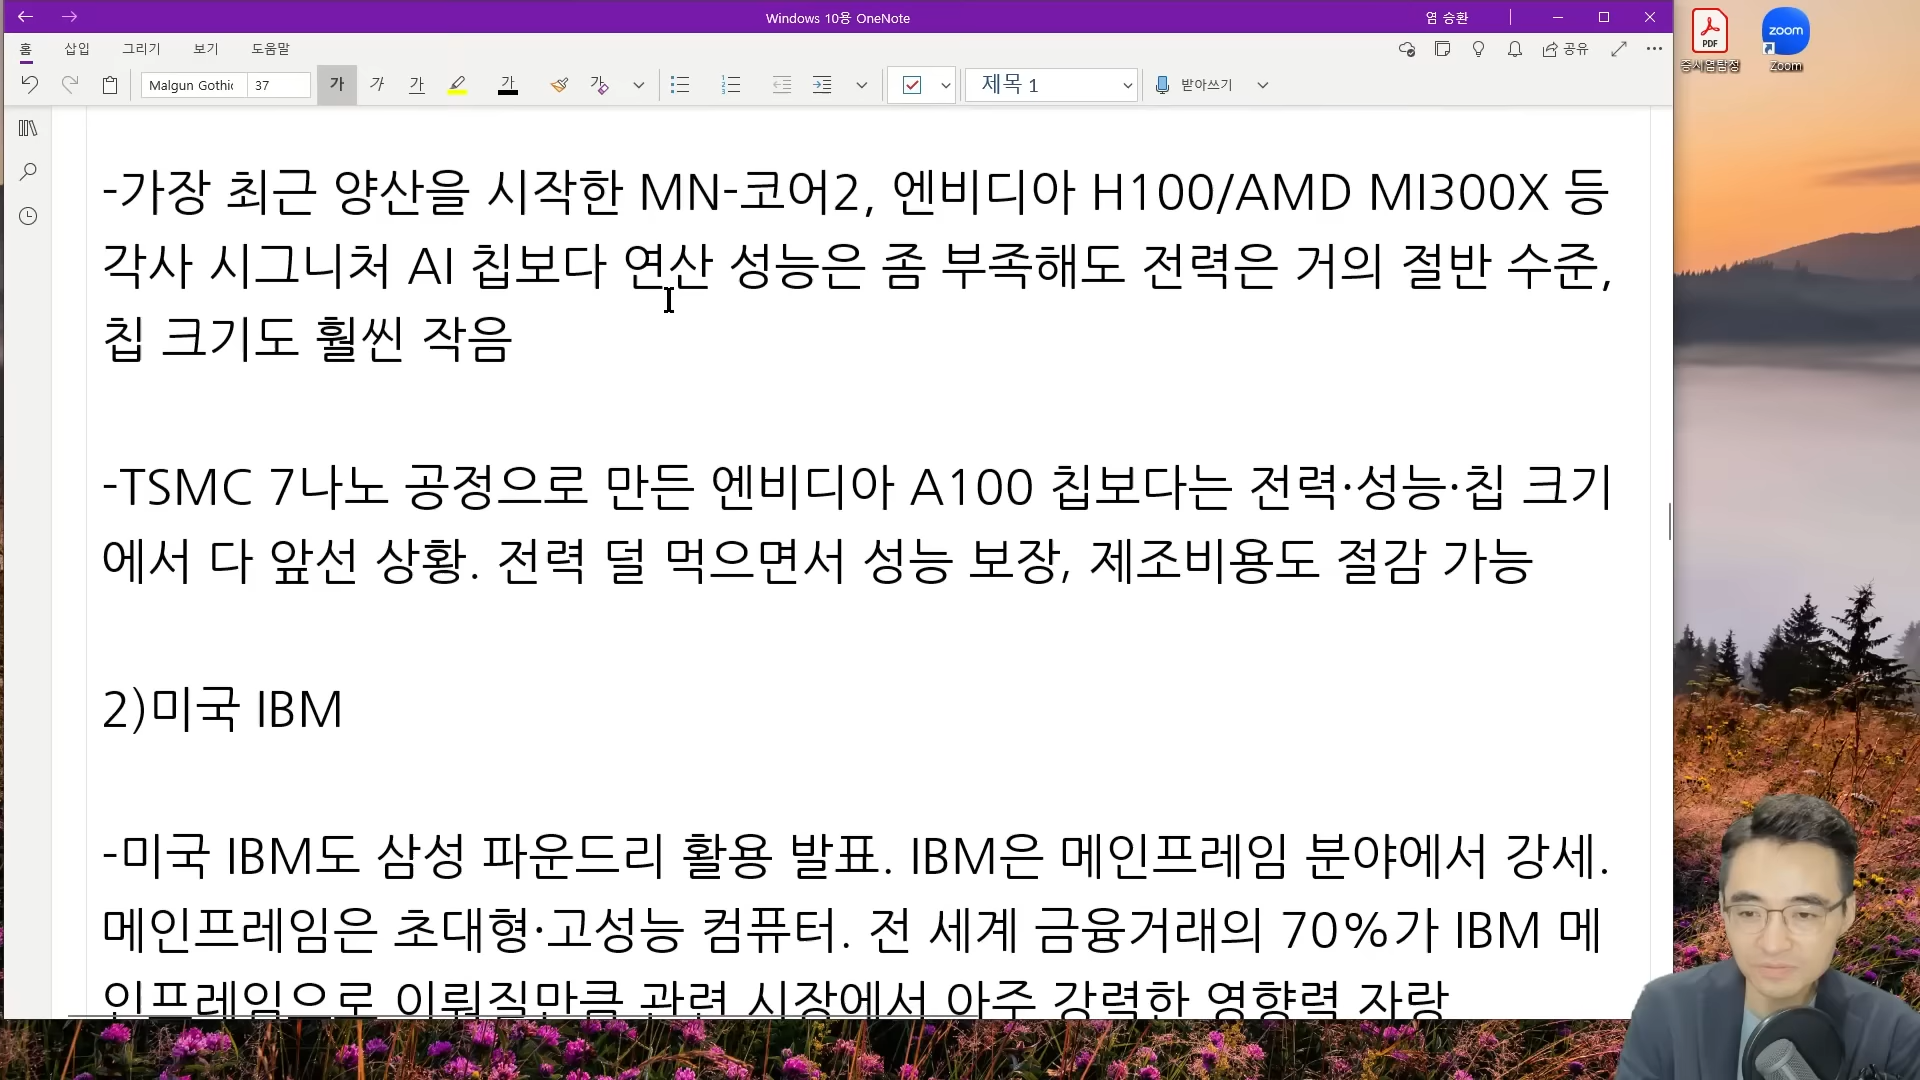 Windows 10용 OneNote
염 승환
홈 삽입 그리기 보기 도움말
공유
Malgun Gothic 37 가 가 가 가 가 제목 1 받아쓰기
-가장 최근 양산을 시작한 MN-코어2, 엔비디아 H100/AMD MI300X 등
각사 시그니처 AI 칩보다 연산 성능은 좀 부족해도 전력은 거의 절반 수준,
칩 크기도 훨씬 작음
-TSMC 7나노 공정으로 만든 엔비디아 A100 칩보다는 전력·성능·칩 크기
에서 다 앞선 상황. 전력 덜 먹으면서 성능 보장, 제조비용도 절감 가능
2)미국 IBM
-미국 IBM도 삼성 파운드리 활용 발표. IBM은 메인프레임 분야에서 강세.
메인프레임은 초대형·고성능 컴퓨터. 전 세계 금융거래의 70%가 IBM 메
인프레임으로 이뤄질만큼 관련 시장에서 아주 강력한 영향력 자랑
PDF
zoom
Zoom